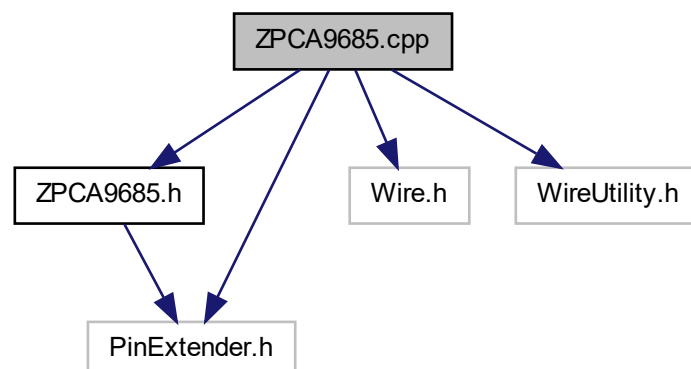 ZPCA9685.cpp
ZPCA9685.h
Wire.h
WireUtility.h
PinExtender.h